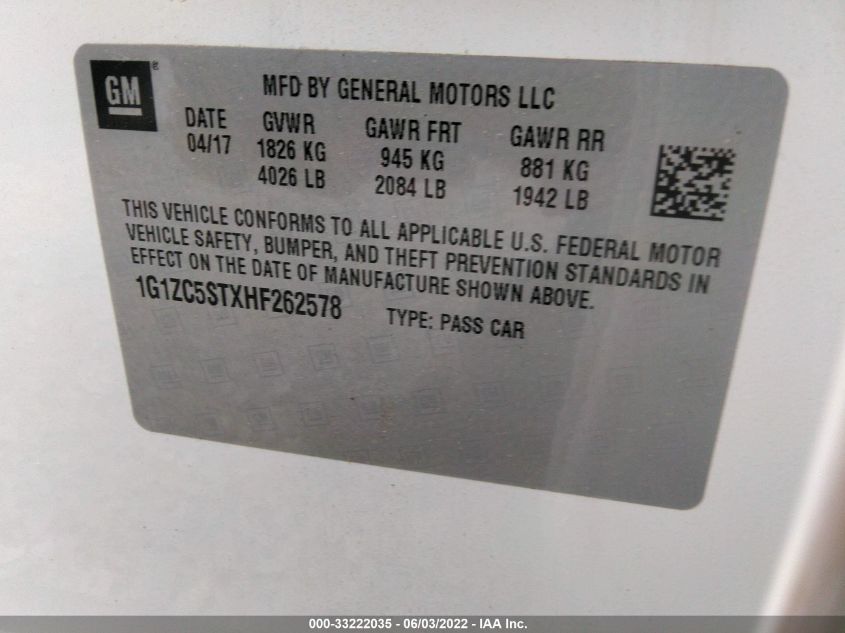 GM ®
MFD BY GENERAL MOTORS LLC
DATE GVWR GAWR FRT GAWR RR
04/17 1826 KG 945 KG 881 KG
4026 LB 2084 LB 1942 LB
THIS VEHICLE CONFORMS TO ALL APPLICABLE U.S. FEDERAL MOTOR
VEHICLE SAFETY, BUMPER, AND THEFT PREVENTION STANDARDS IN
EFFECT ON THE DATE OF MANUFACTURE SHOWN ABOVE.
1G1ZC5STXHF262578 TYPE: PASS CAR
000-33222035 - 06/03/2022 - IAA Inc.